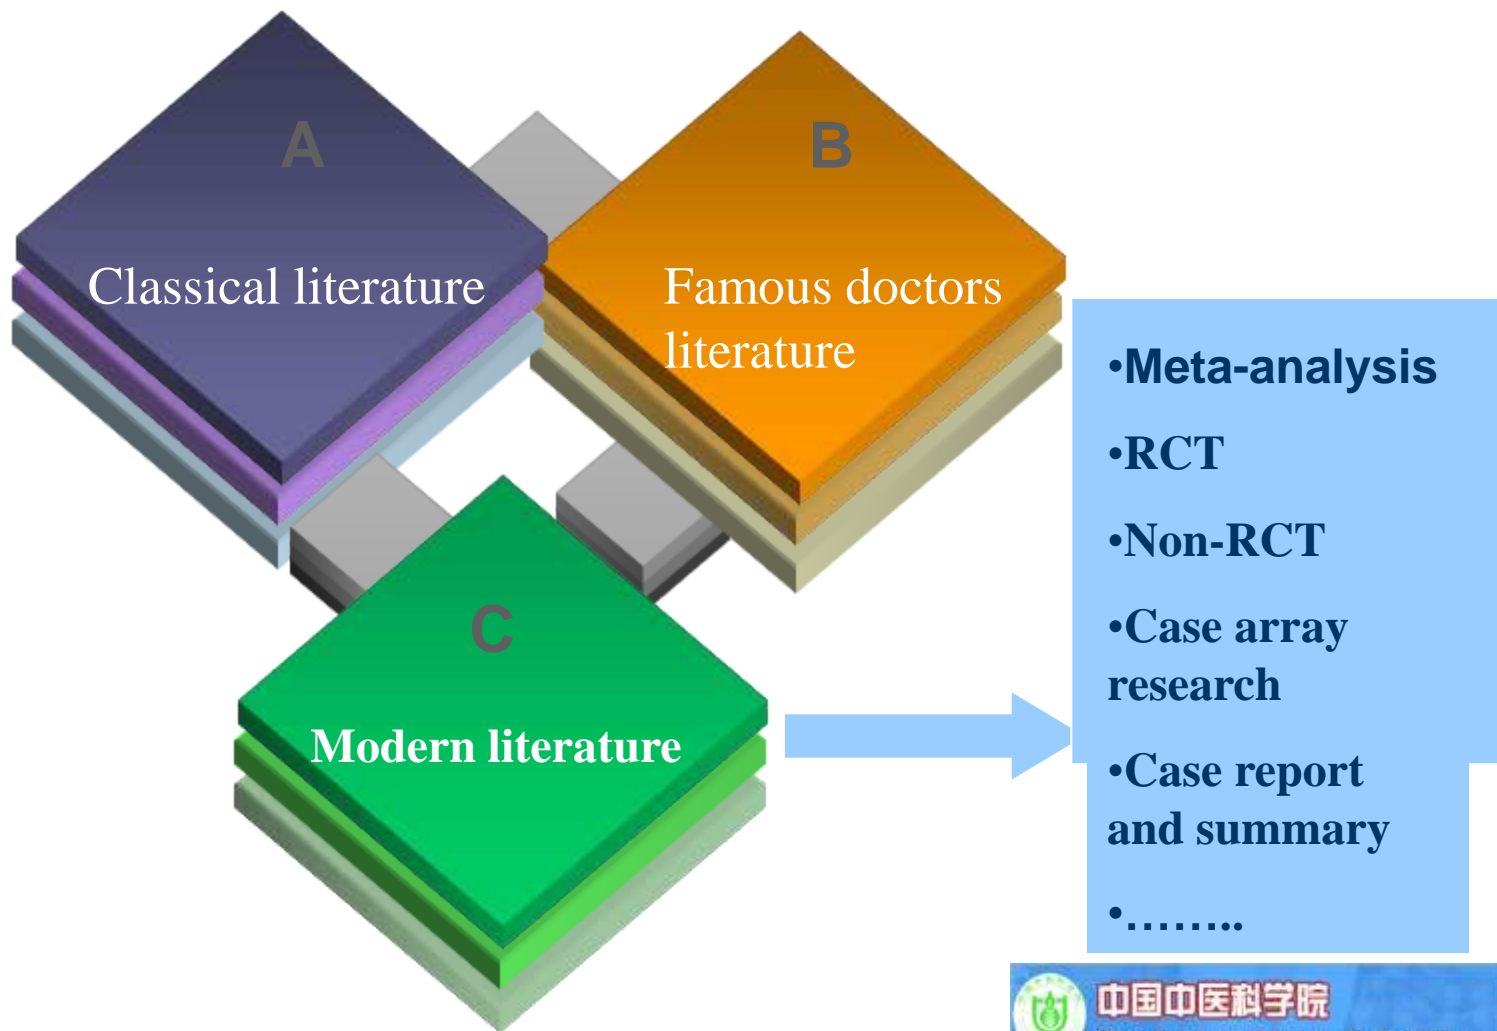 A
B
Classical literature
Famous doctors
literature
C
Modern literature
•Meta-analysis
•RCT
•Non-RCT
•Case array
research
•Case report
and summary
•……..
中国中医科学院